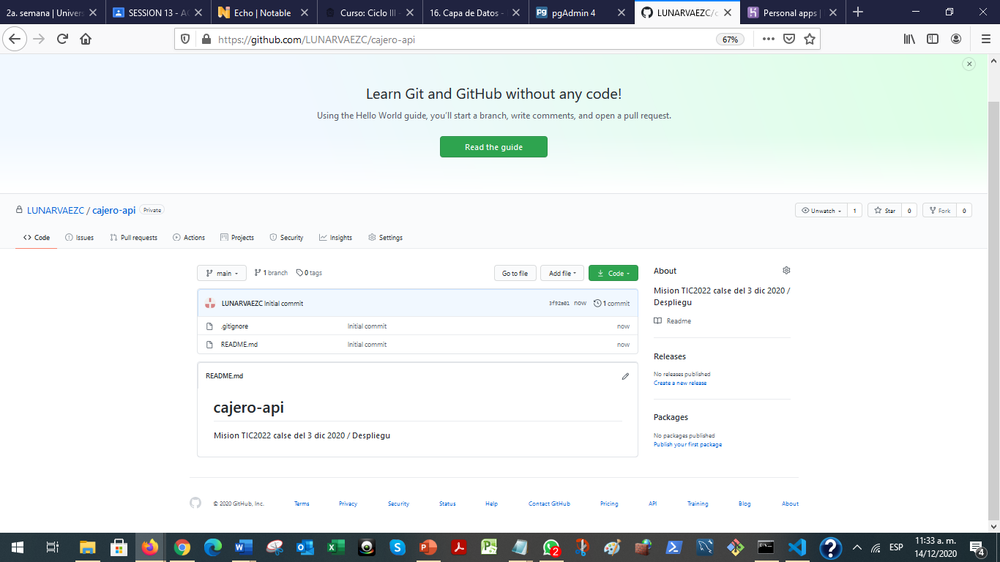 2a. semana | Univers
SESSION 13 - AC
Echo | Notable
Curso: Ciclo III -
16. Capa de Datos -
pgAdmin 4
LUNARVAEZC/c
Personal apps |
https://github.com/LUNARVAEZC/cajero-api
67%
Learn Git and GitHub without any code!
Using the Hello World guide, you'll start a branch, write comments, and open a pull request.
Read the guide
LUNARVAEZC / cajero-api Private
Unwatch 1 Star 0 Fork 0
Code Issues Pull requests Actions Projects Security Insights Settings
main 1 branch 0 tags Go to file Add file Code
LUNARVAEZC Initial commit 3f92a01 now 1 commit
.gitignore Initial commit now
README.md Initial commit now
README.md
cajero-api
Mision TIC2022 calse del 3 dic 2020 / Despliegu
About
Mision TIC2022 calse del 3 dic 2020 /
Despliegu
Readme
Releases
No releases published
Create a new release
Packages
No packages published
Publish your first package
© 2020 GitHub, Inc. Terms Privacy Security Status Help Contact GitHub Pricing API Training Blog About
2
ESP
11:33 a. m.
14/12/2020
4